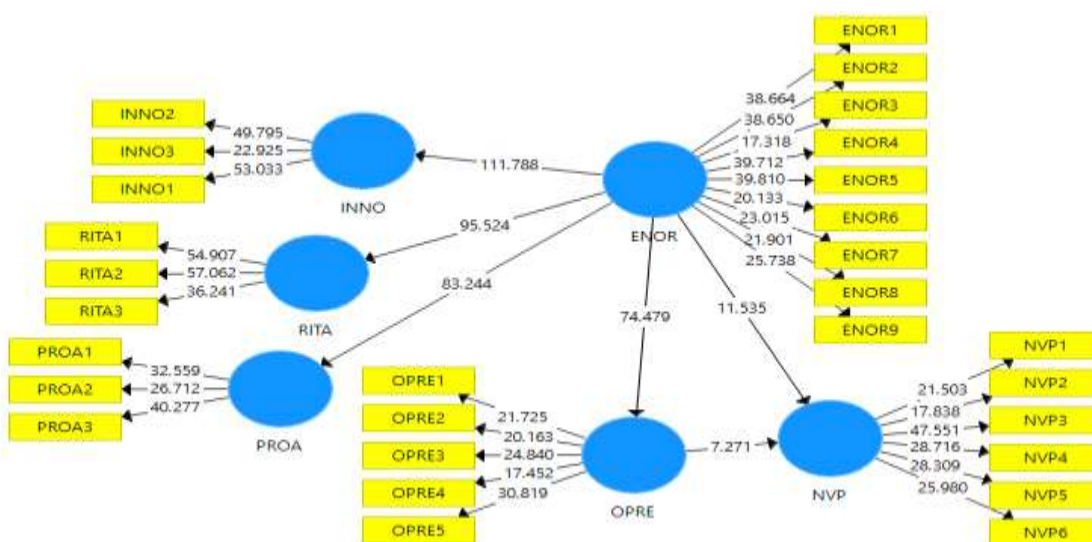 INNO2
INNO3
INNO1
49.795
22.925
53.033
INNO
111.788
RITA1
RITA2
RITA3
54.907
57.062
36.241
RITA
95.524
PROA1
PROA2
PROA3
32.559
26.712
40.277
PROA
83.244
ENOR
ENOR1
ENOR2
ENOR3
ENOR4
ENOR5
ENOR6
ENOR7
ENOR8
ENOR9
38.664
38.650
17.318
39.712
39.810
20.133
23.015
21.901
25.738
74.479
11.535
OPRE1
OPRE2
OPRE3
OPRE4
OPRE5
21.725
20.163
24.840
17.452
30.819
OPRE
7.271
NVP
21.503
17.838
47.551
28.716
28.309
25.980
NVP1
NVP2
NVP3
NVP4
NVP5
NVP6